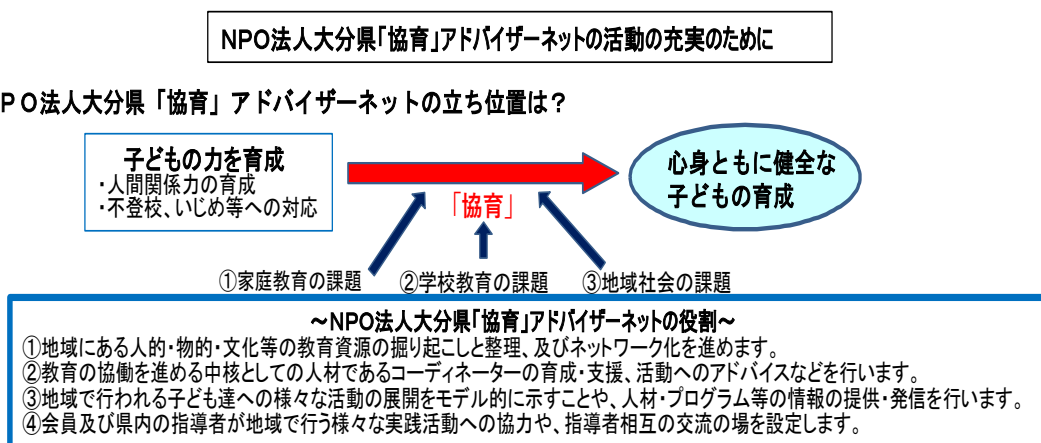 NPO法人大分県「協育」アドバイザーネットの活動の充実のために
PO法人大分県「協育」アドバイザーネットの立ち位置は？
子どもの力を育成
・人間関係力の育成
・不登校、いじめ等への対応
心身ともに健全な
子どもの育成
「協育」
①家庭教育の課題 ②学校教育の課題 ③地域社会の課題
～NPO法人大分県「協育」アドバイザーネットの役割～
①地域にある人的・物的・文化等の教育資源の掘り起こしと整理、及びネットワーク化を進めます。
②教育の協働を進める中核としての人材であるコーディネーターの育成・支援、活動へのアドバイスなどを行います。
③地域で行われる子ども達への様々な活動の展開をモデル的に示すことや、人材・プログラム等の情報の提供・発信を行います。
④会員及び県内の指導者が地域で行う様々な実践活動への協力や、指導者相互の交流の場を設定します。